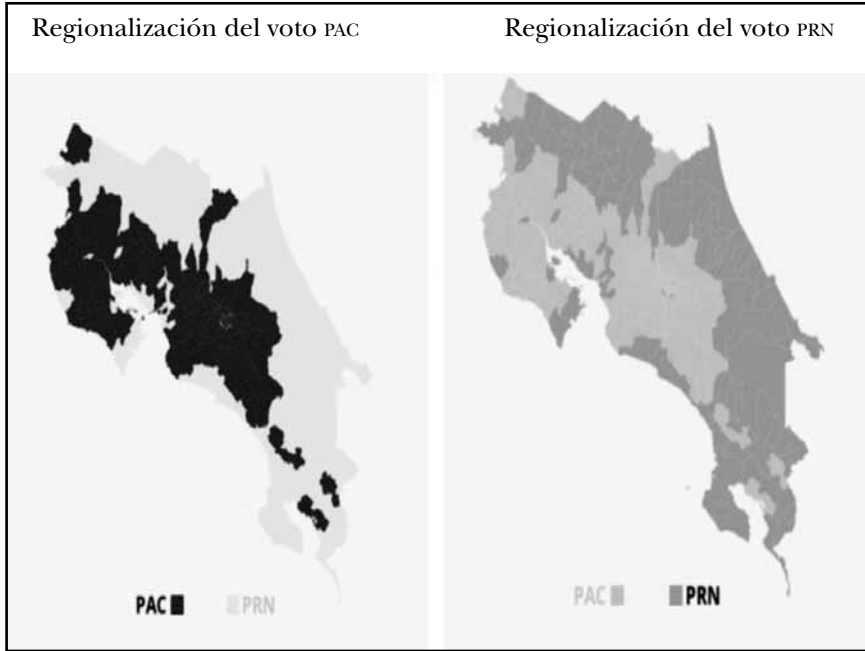 Regionalización del voto PAC
Regionalización del voto PRN
PAC PRN
PAC PRN